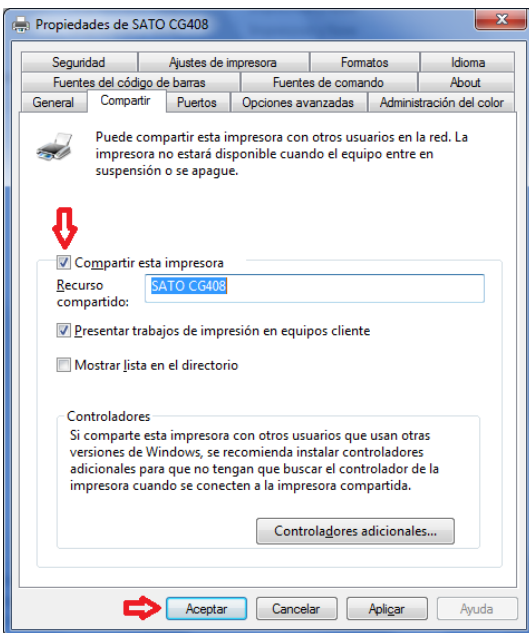 Propiedades de SATO CG408
Seguridad Ajustes de impresora Formatos Idioma
Fuentes del código de barras Fuentes de comando About
General Compartir Puertos Opciones avanzadas Administración del color
Puede compartir esta impresora con otros usuarios en la red. La
impresora no estará disponible cuando el equipo entre en
suspensión o se apague.
Compartir esta impresora
Recurso
compartido:
SATO CG408
Presentar trabajos de impresión en equipos cliente
Mostrar lista en el directorio
Controladores
Si comparte esta impresora con otros usuarios que usan otras
versiones de Windows, se recomienda instalar controladores
adicionales para que no tengan que buscar el controlador de la
impresora cuando se conecten a la impresora compartida.
Controladores adicionales...
Aceptar Cancelar Aplicar Ayuda